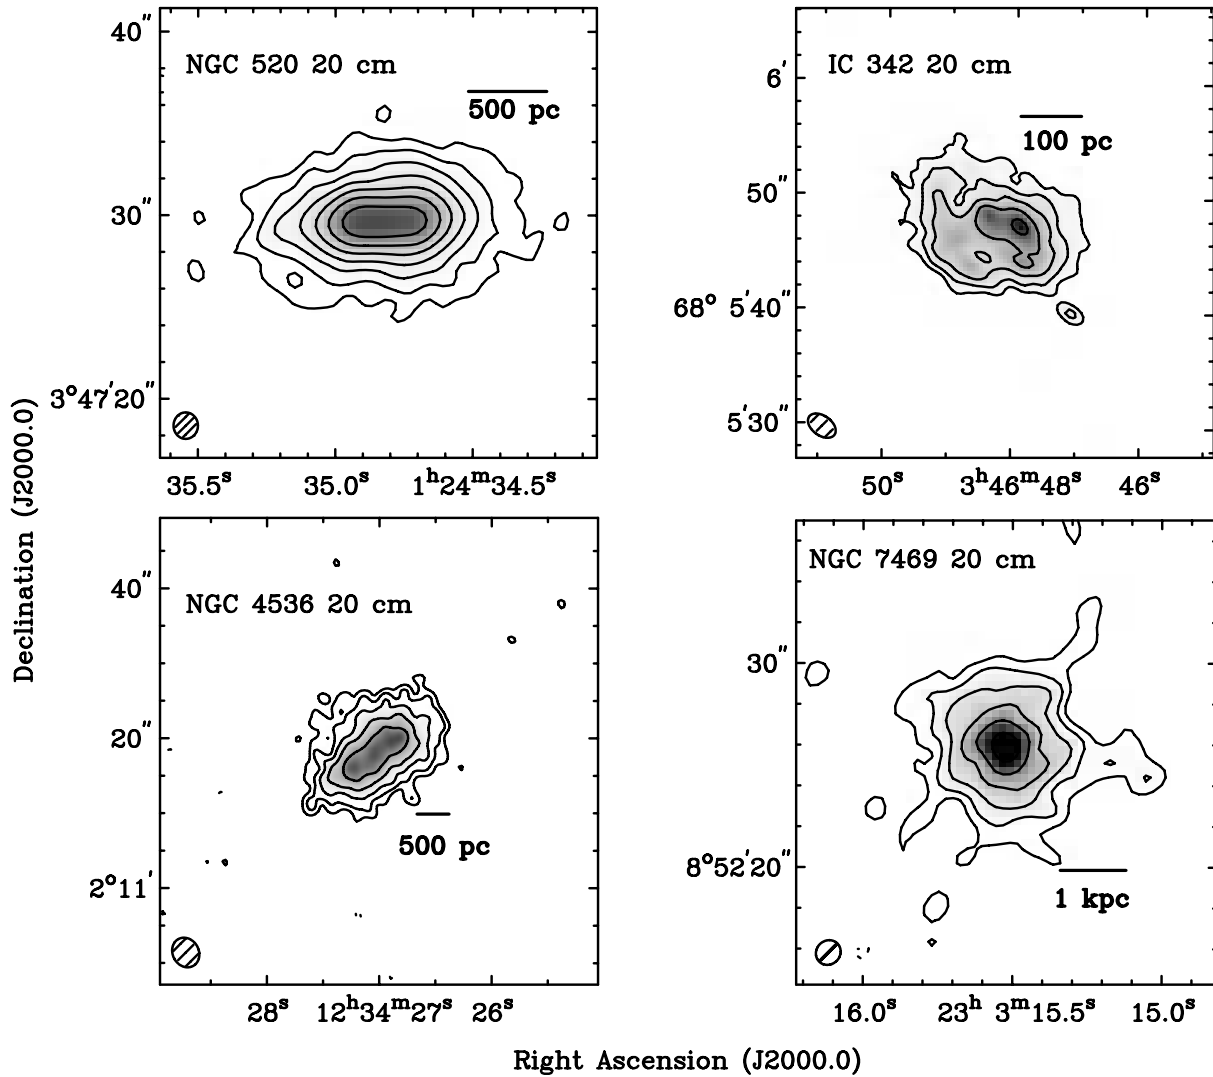 NGC 520 20 cm
500 pc
40"
30"
3°47'20"
35.5s 35.0s 1h24m34.5s
IC 342 20 cm
100 pc
6'
50"
68° 5'40"
5'30"
50s 3h46m48s 46s
NGC 4536 20 cm
500 pc
40"
20"
2°11'
28s 12h34m27s 26s
NGC 7469 20 cm
1 kpc
30"
8°52'20"
16.0s 23h 3m15.5s 15.0s
Declination (J2000.0)
Right Ascension (J2000.0)